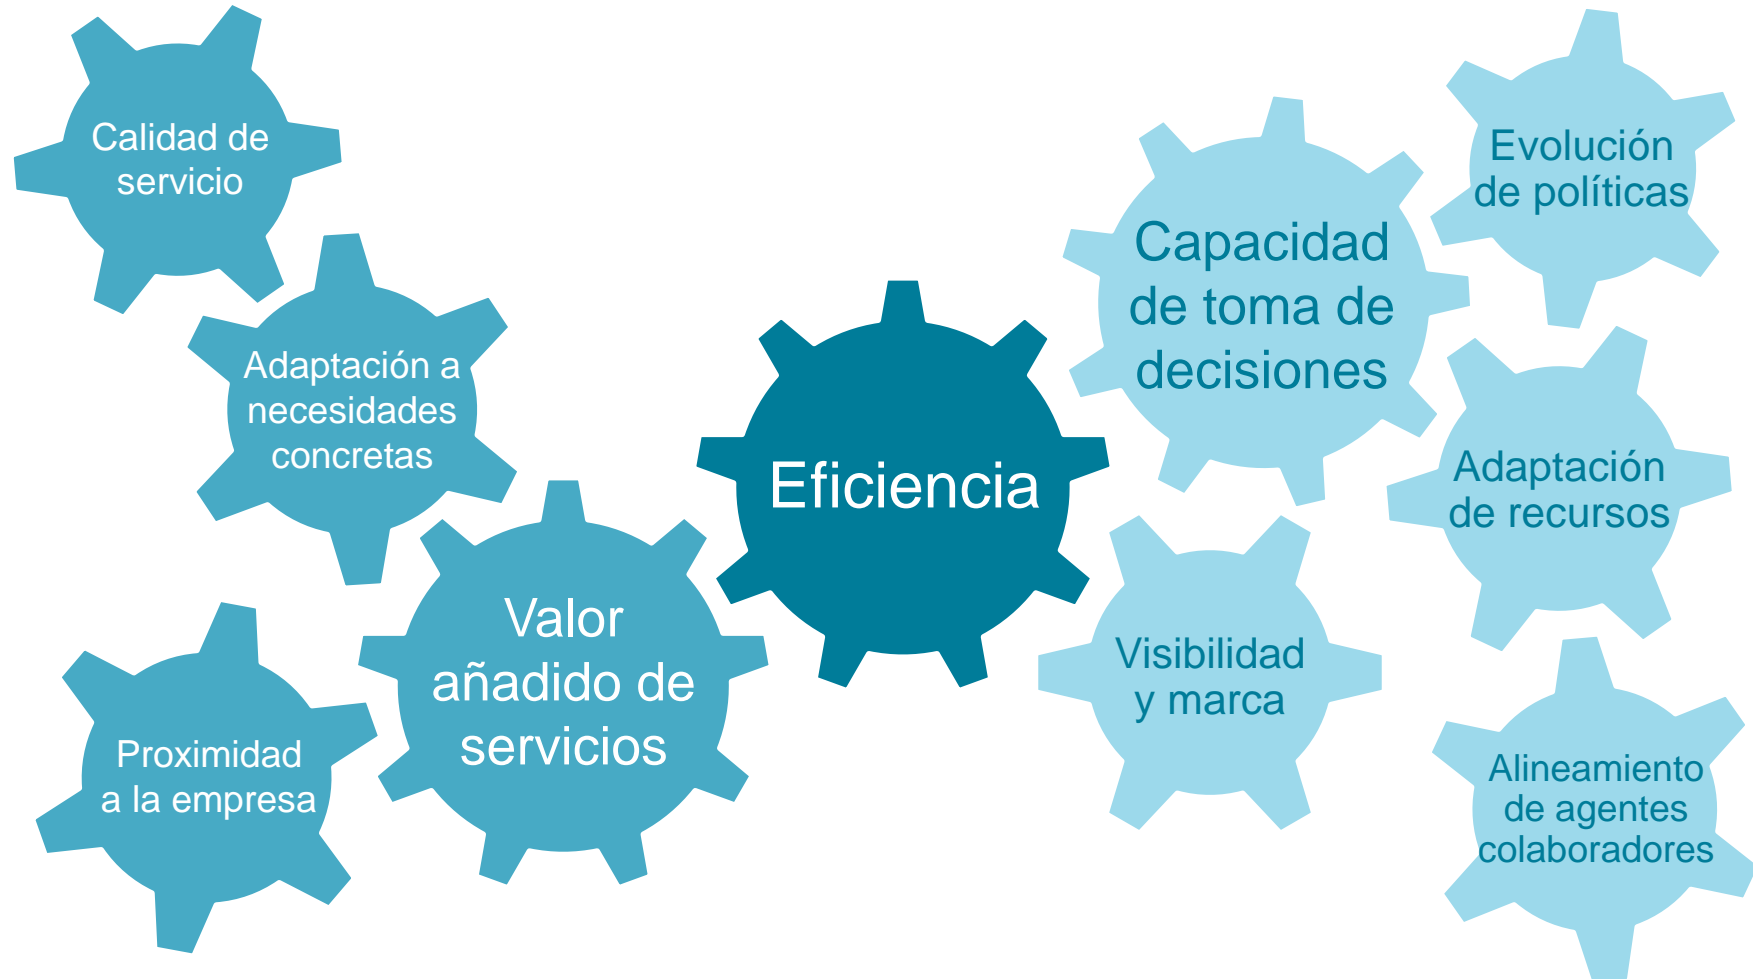 Calidad de
servicio
Adaptación a
necesidades
concretas
Proximidad
a la empresa
Valor
añadido de
servicios
Eficiencia
Capacidad
de toma de
decisiones
Visibilidad
y marca
Evolución
de políticas
Adaptación
de recursos
Alineamiento
de agentes
colaboradores